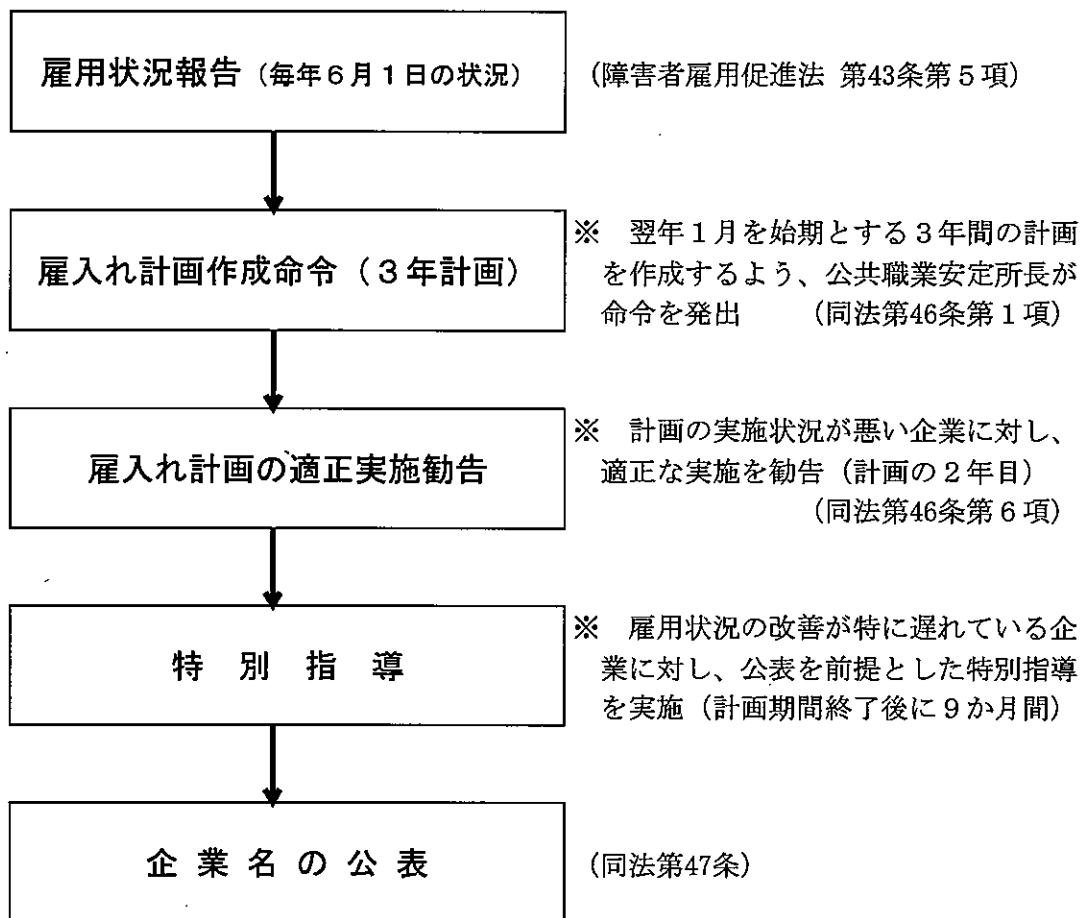 雇用状況報告（毎年６月１日の状況）
（障害者雇用促進法 第43条第５項）
雇入れ計画作成命令（３年計画）
※　翌年１月を始期とする３年間の計画
を作成するよう、公共職業安定所長が
命令を発出　　（同法第46条第１項）
雇入れ計画の適正実施勧告
※　計画の実施状況が悪い企業に対し、
適正な実施を勧告（計画の２年目）
（同法第46条第６項）
特　別　指　導
※　雇用状況の改善が特に遅れている企
業に対し、公表を前提とした特別指導
を実施（計画期間終了後に９か月間）
企 業 名 の 公 表
（同法第47条）